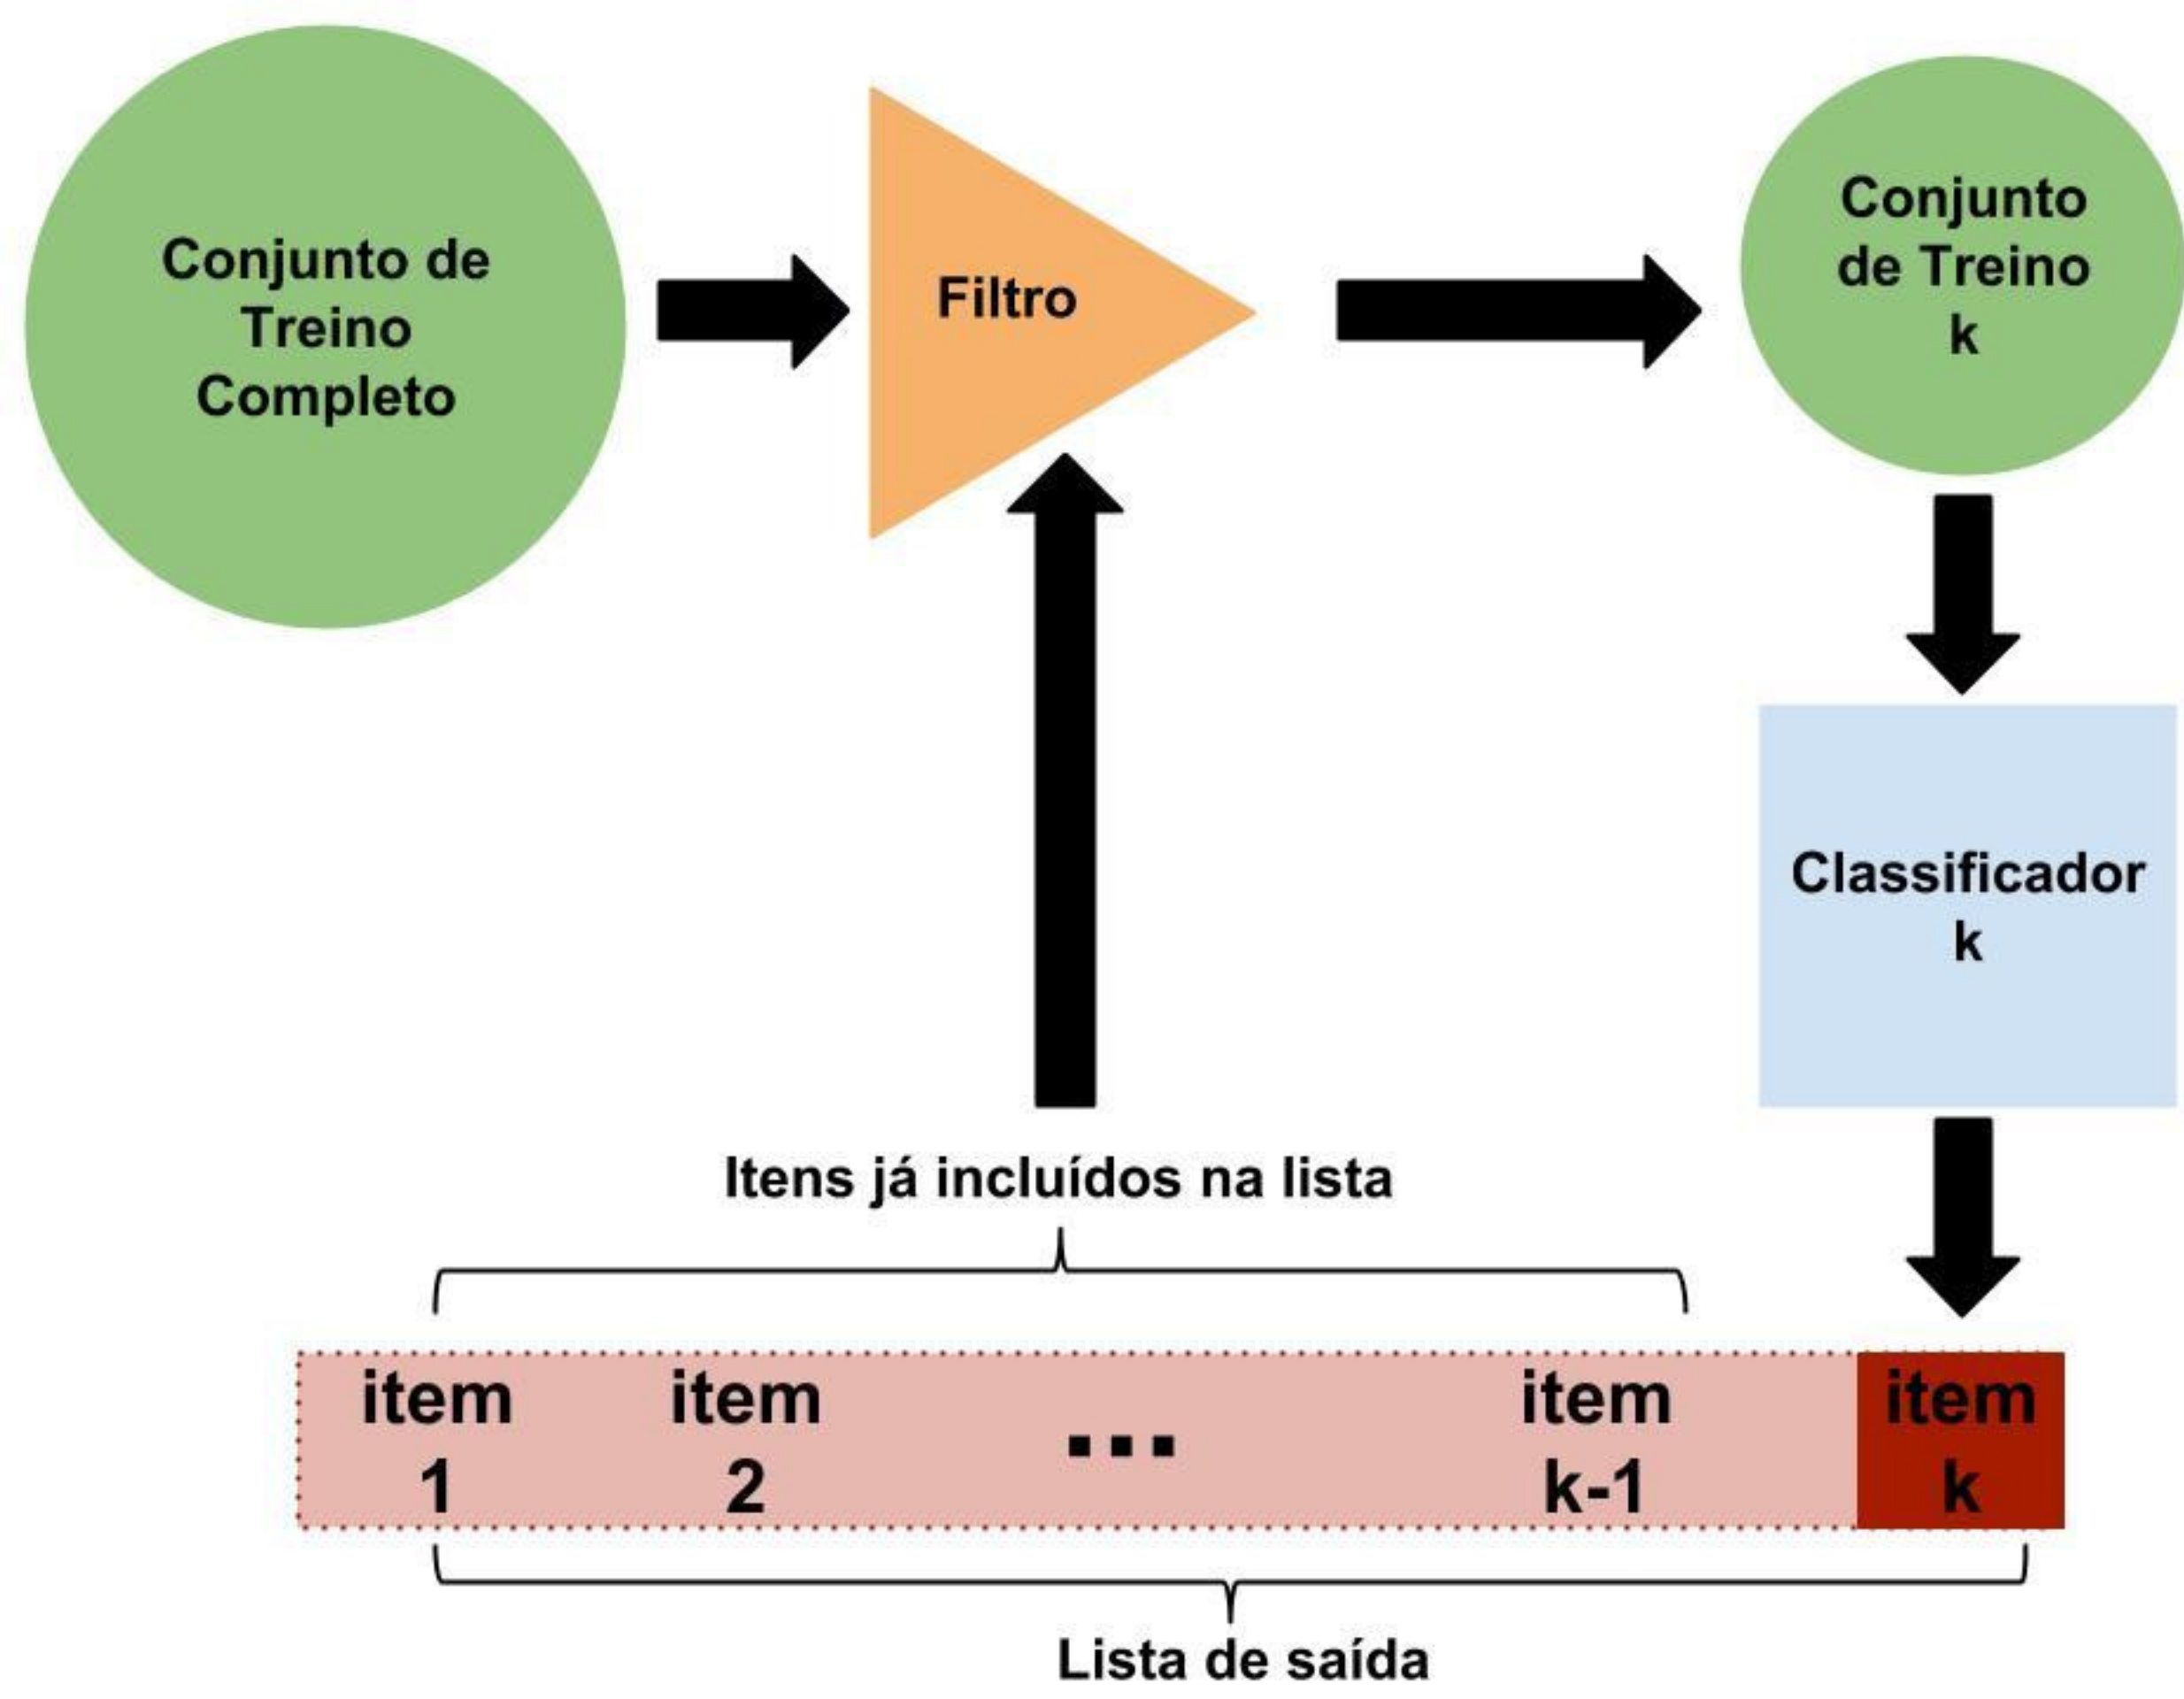 Conjunto de
Treino
Completo
Filtro
Conjunto
de Treino
k
Classificador
k
Itens já incluídos na lista
item
1
item
2
...
item
k-1
item
k
Lista de saída